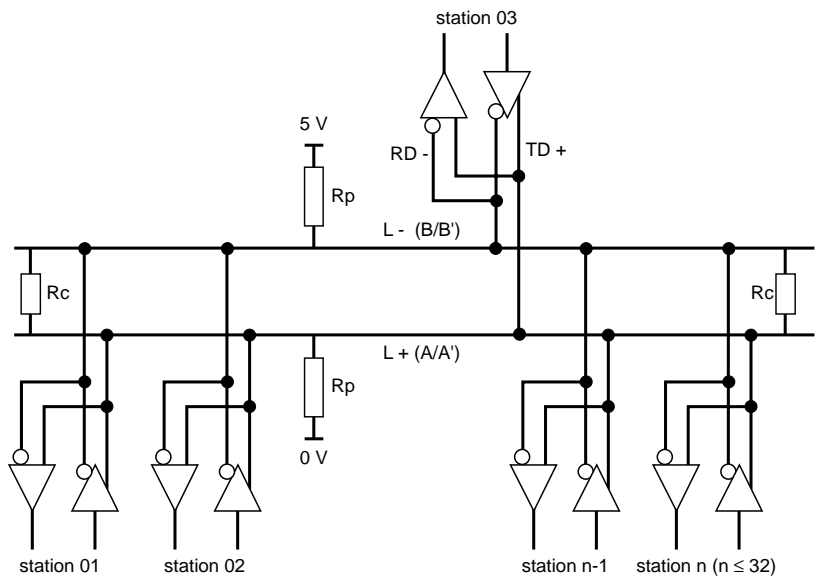 station 03
5 V
RD -
TD +
Rp
L - (B/B')
Rc
Rc
L + (A/A')
Rp
0 V
station 01
station 02
station n-1
station n (n ≤ 32)